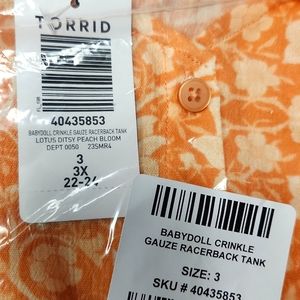 TORRID
40435853
BABYDOLL CRINKLE GAUZE RACERBACK TANK
LOTUS DITSY PEACH BLOOM
DEPT 0050 23SMR4
3
3X
22-24
BABYDOLL CRINKLE
GAUZE RACERBACK TANK
SIZE: 3
SKU # 40435853